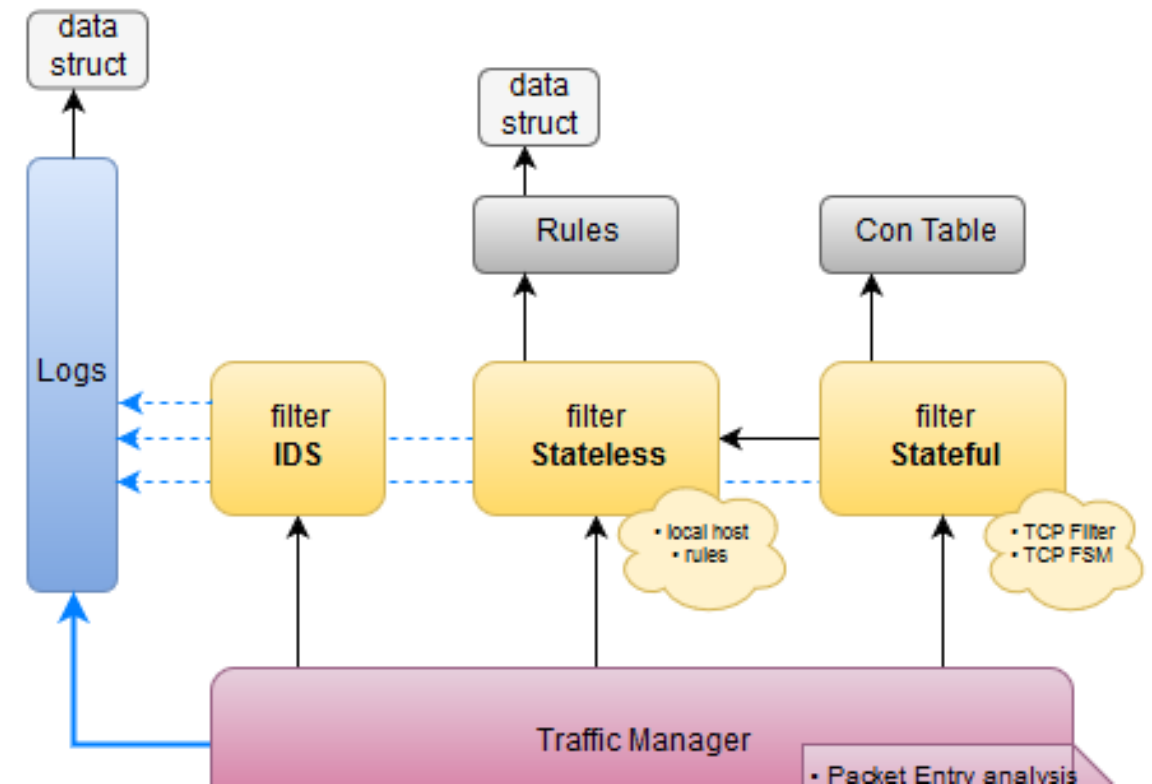 data
struct
data
struct
Rules
Con Table
Logs
filter
IDS
filter
Stateless
filter
Stateful
• local host
• rules
• TCP Filter
• TCP FSM
Traffic Manager
• Packet Entry analysis